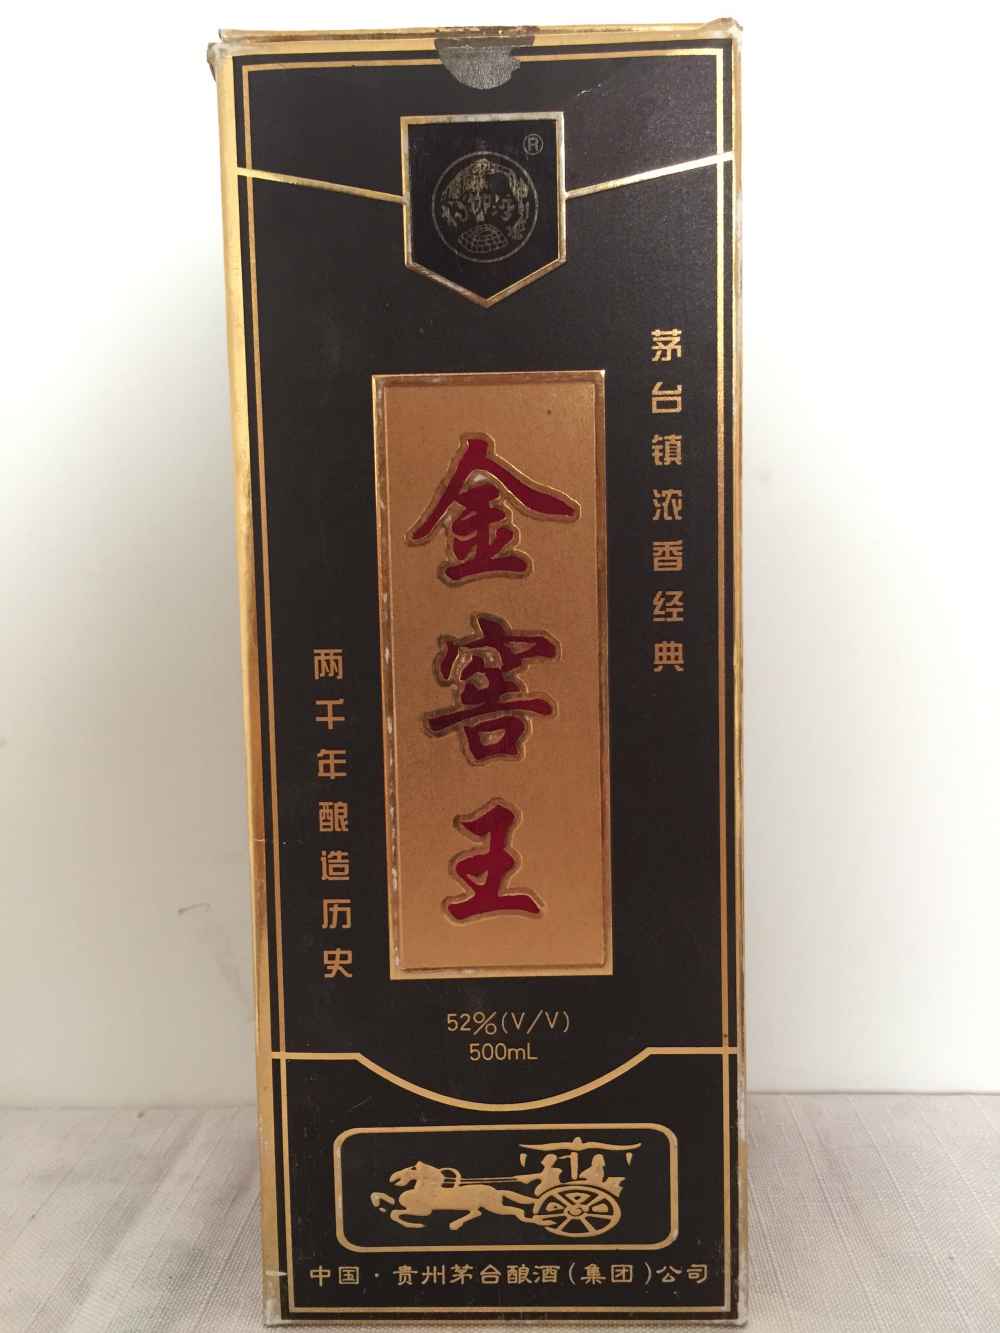 ®
茅台镇浓香经典
金窖王
两千年酿造历史
52%(V/V)
500mL
中国·贵州茅台酿酒(集团)公司